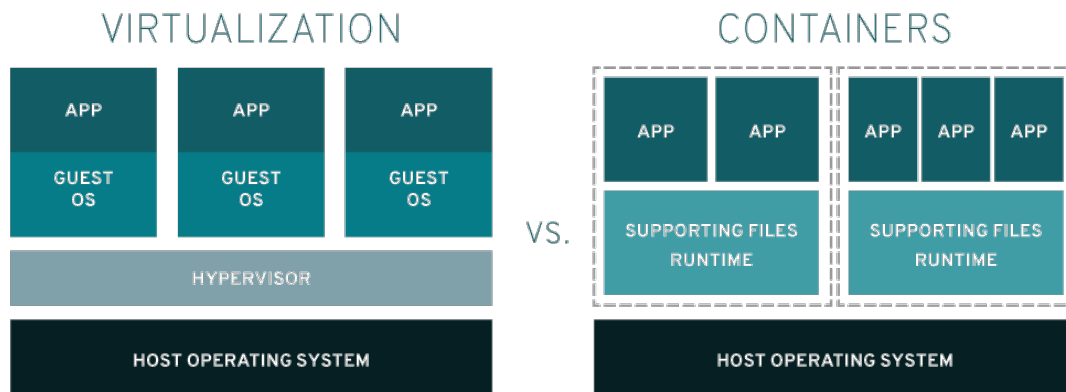 VIRTUALIZATION
APP
APP
APP
GUEST
OS
GUEST
OS
GUEST
OS
HYPERVISOR
HOST OPERATING SYSTEM
VS.
CONTAINERS
APP
APP
APP
APP
APP
SUPPORTING FILES
RUNTIME
SUPPORTING FILES
RUNTIME
HOST OPERATING SYSTEM